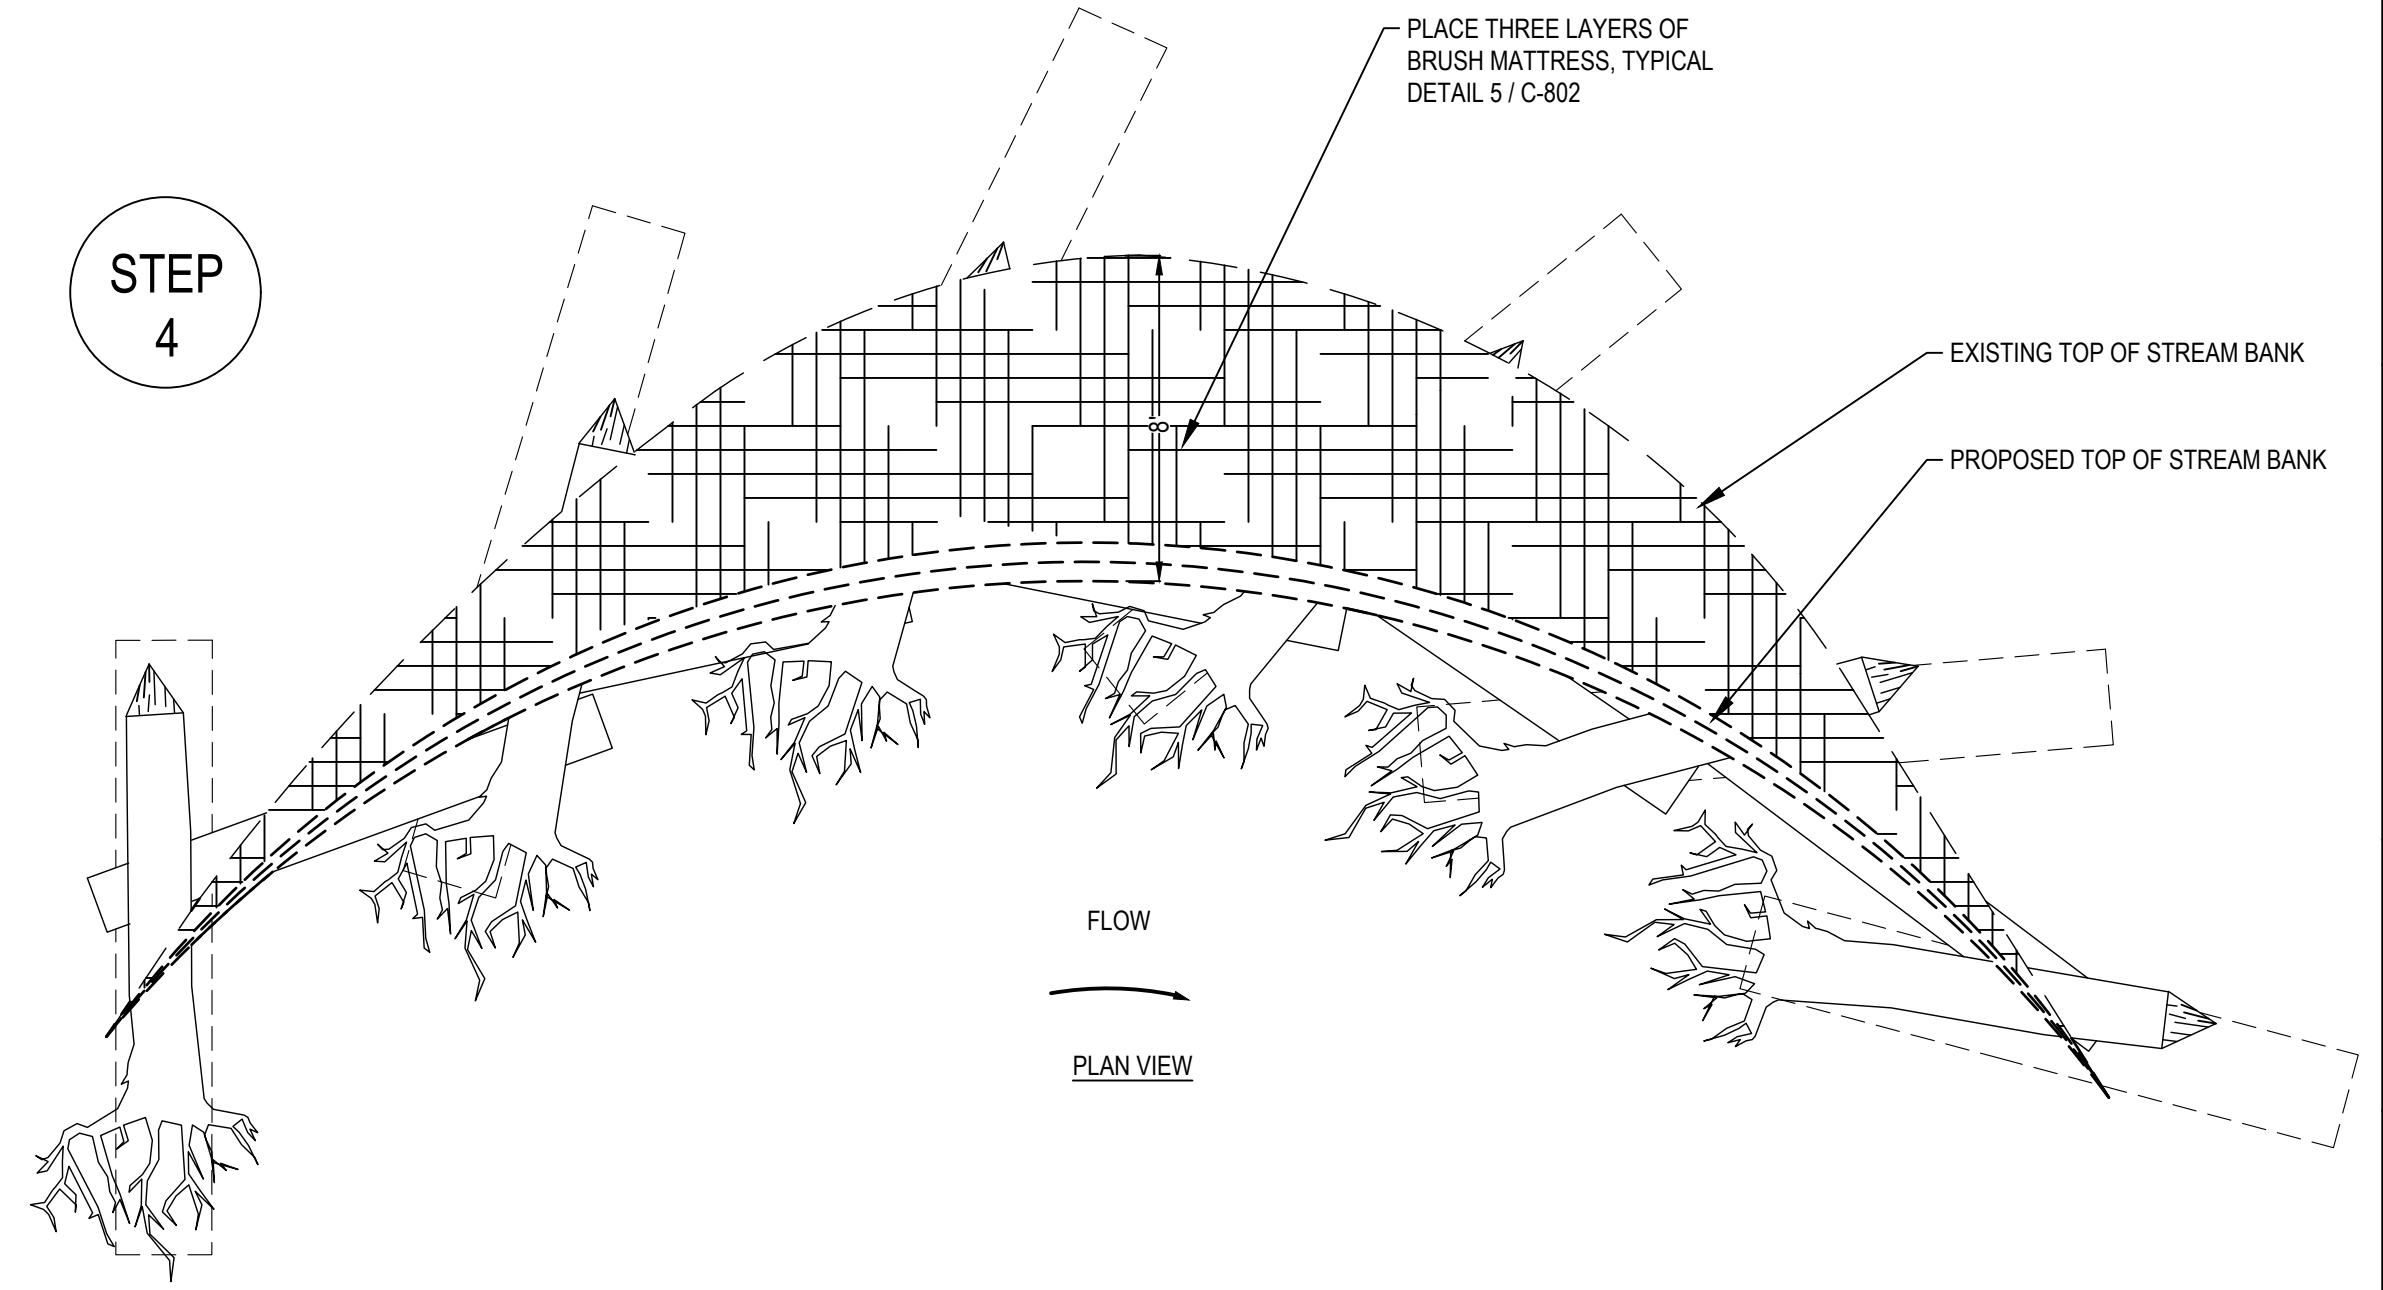 PLACE THREE LAYERS OF
BRUSH MATTRESS, TYPICAL
DETAIL 5 / C-802
STEP
4
EXISTING TOP OF STREAM BANK
8'
PROPOSED TOP OF STREAM BANK
FLOW
PLAN VIEW